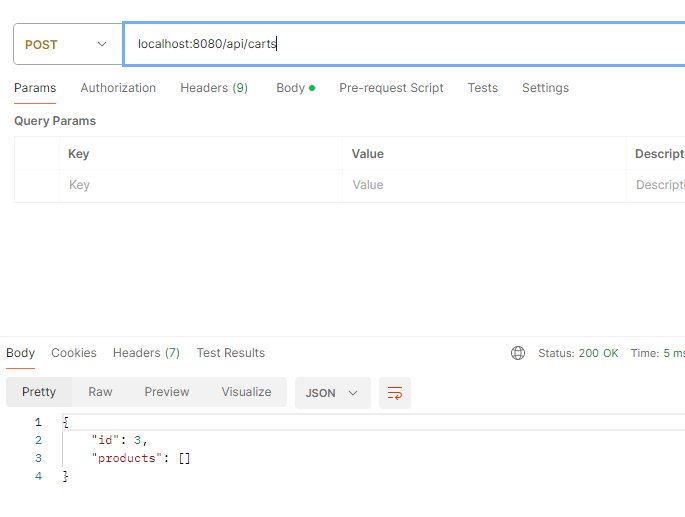 POST localhost:8080/api/carts
Params Authorization Headers (9) Body Pre-request Script Tests Settings
Query Params
Key Value Descript
Key Value Descripti
Body Cookies Headers (7) Test Results Status: 200 OK Time: 5 ms
Pretty Raw Preview Visualize JSON
1 {
2 "id": 3,
3 "products": []
4 }